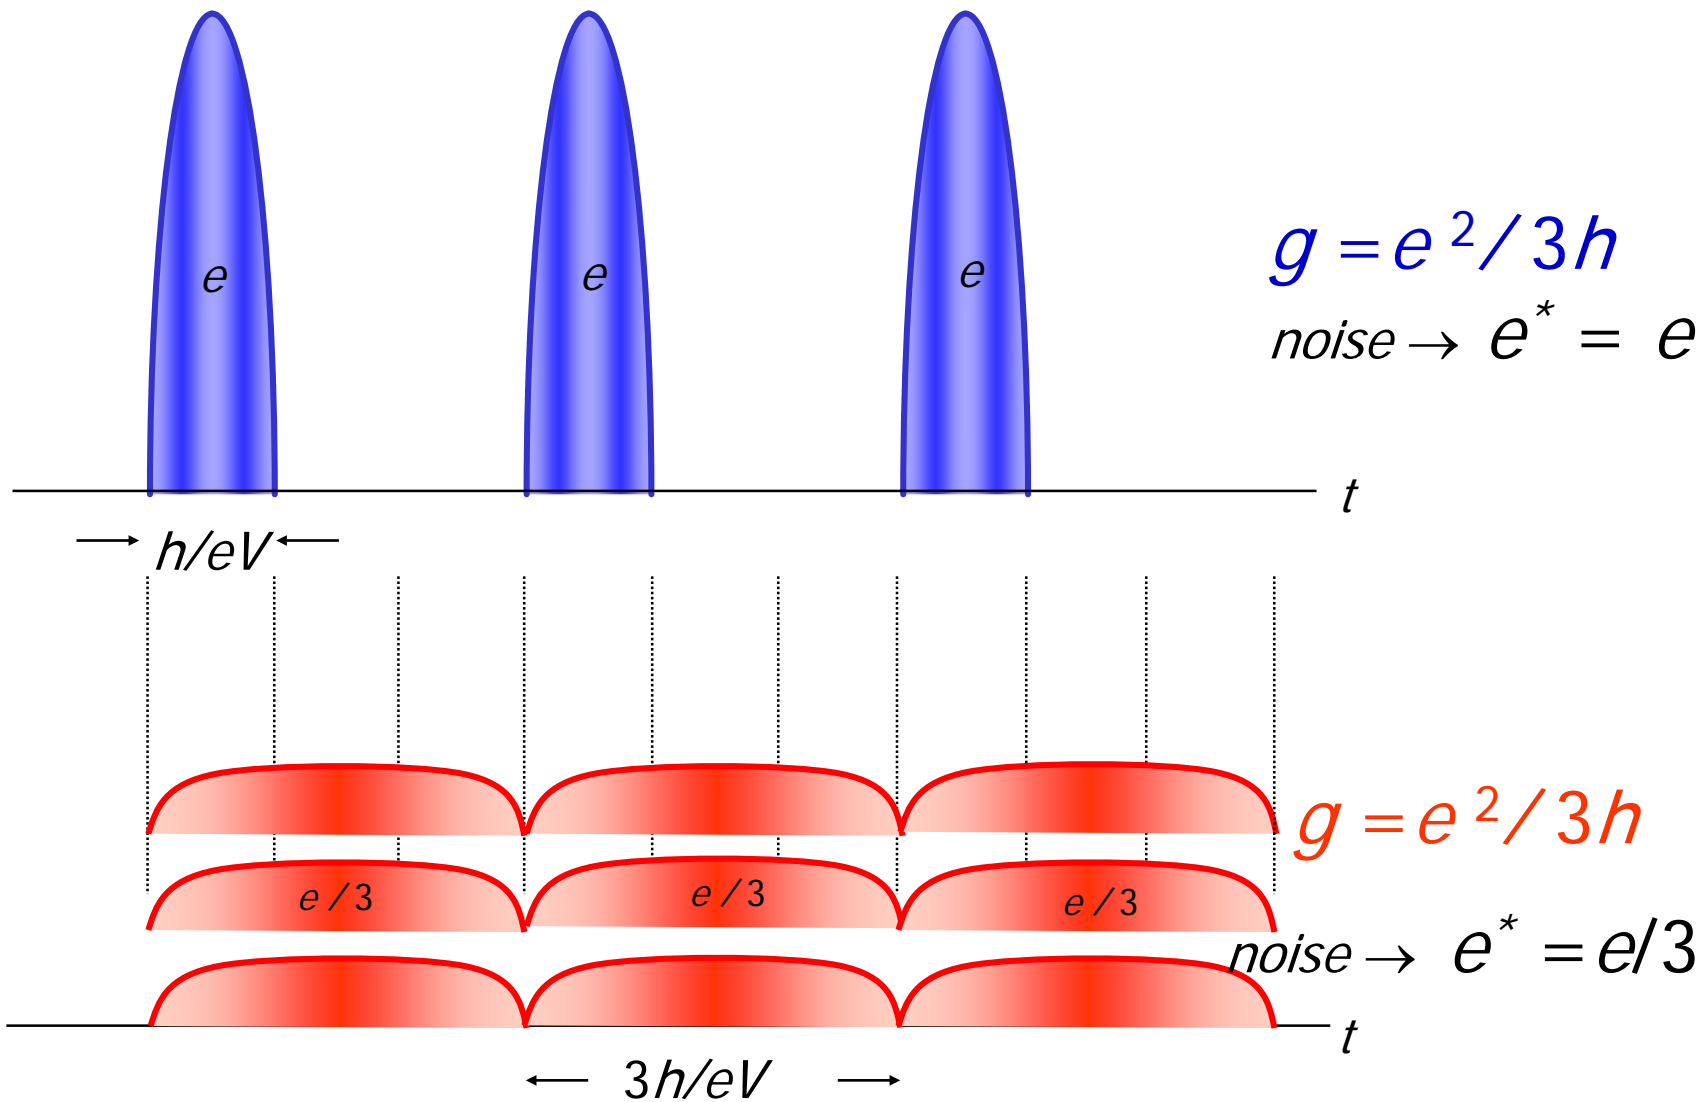 e e e
g = e²/3h
noise → e* = e
t
h/eV
g = e²/3h
e/3 e/3 e/3
noise → e* = e/3
t
3h/eV